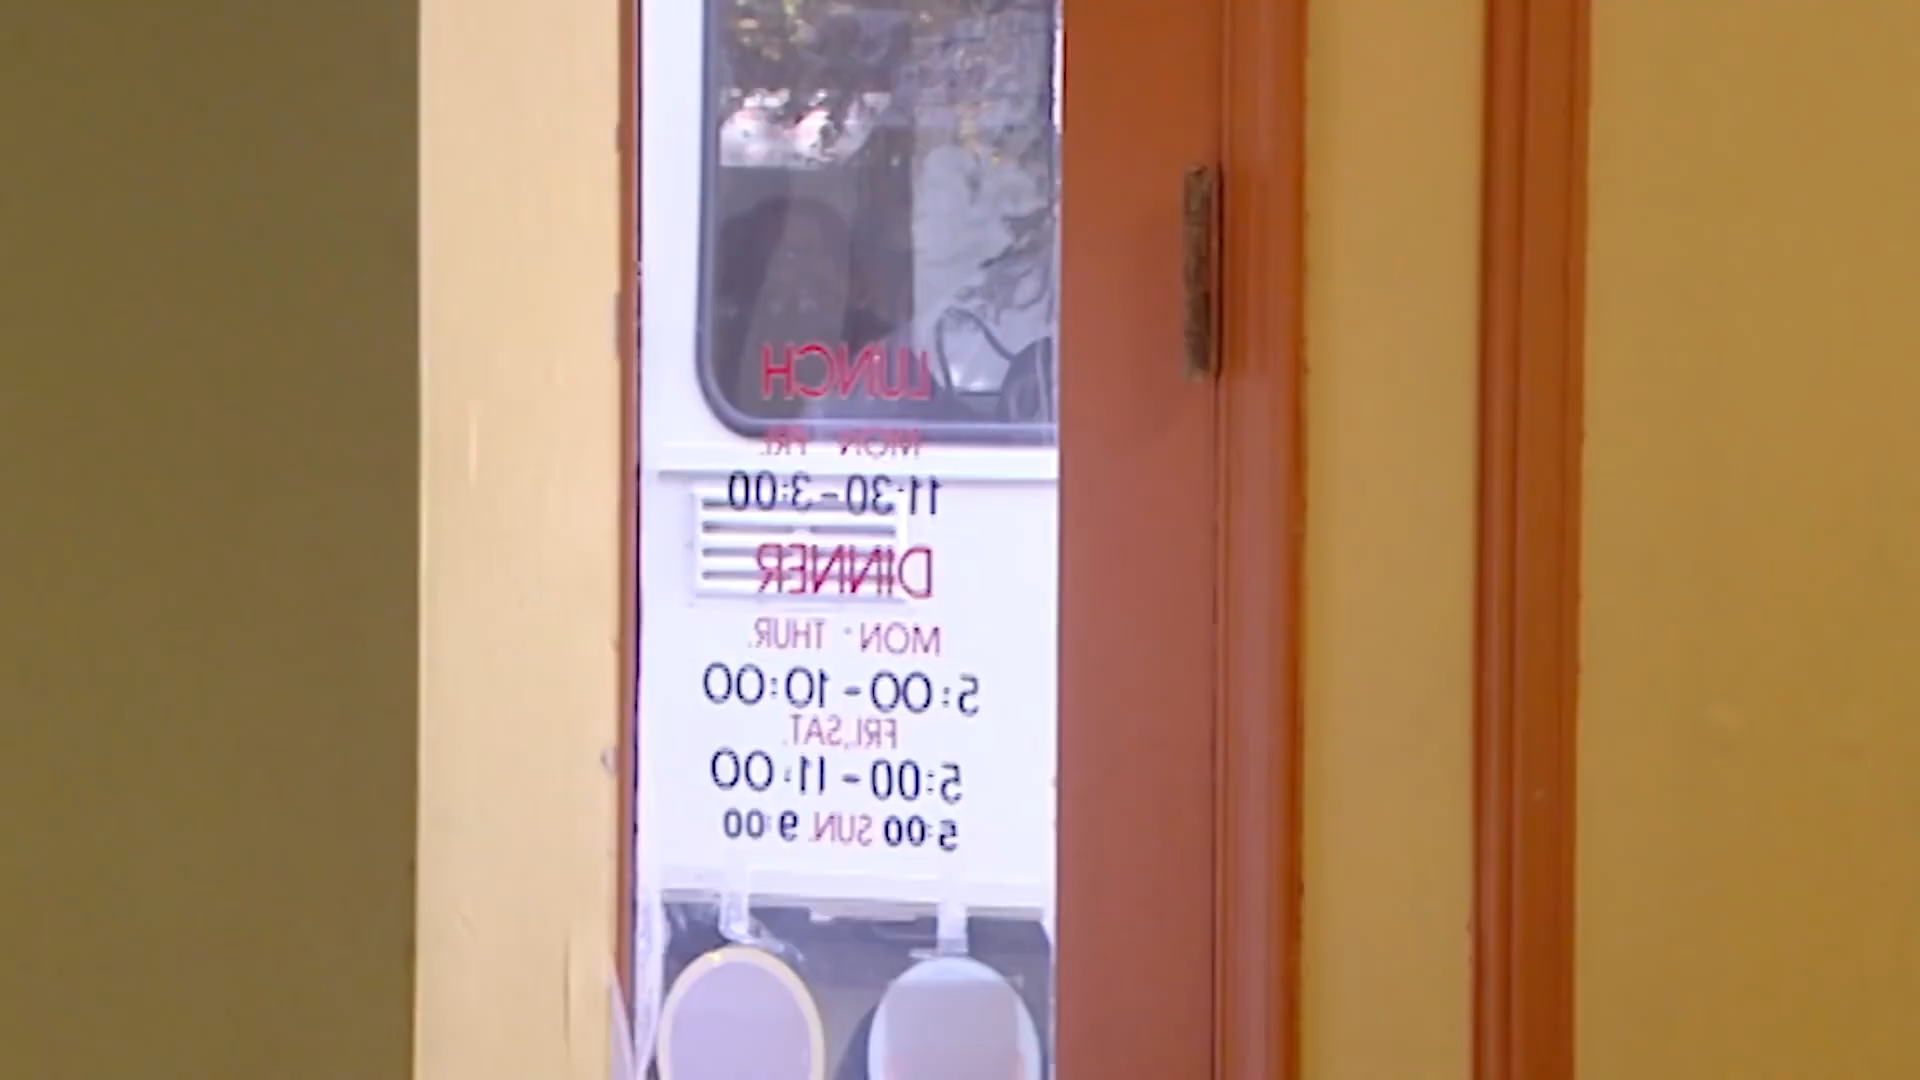 LUNCH
MON FRI.
11:30-3:00
DINNER
MON - THUR.
5:00-10:00
FRI.,SAT.
5:00-11:00
5:00 SUN. 9:00